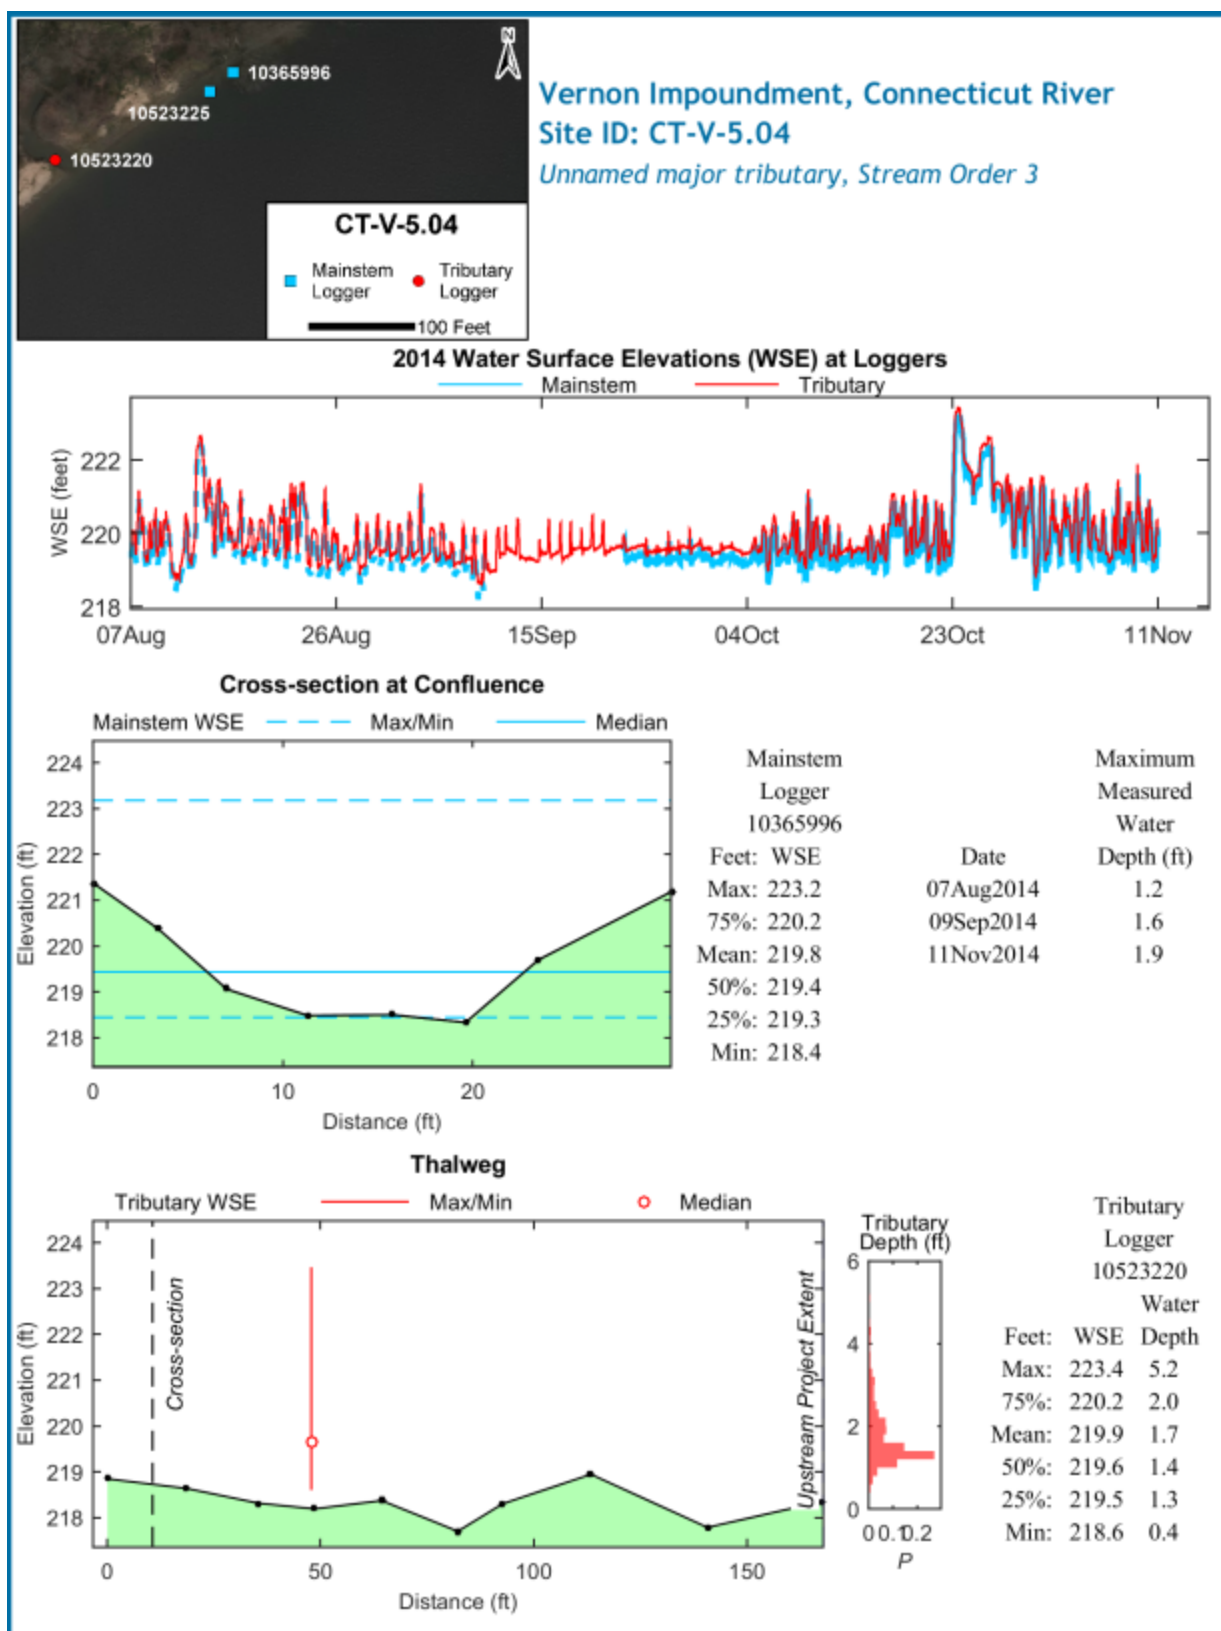 N
10365996
10523225
10523220
CT-V-5.04
Mainstem Logger
Tributary Logger
100 Feet
Vernon Impoundment, Connecticut River
Site ID: CT-V-5.04
Unnamed major tributary, Stream Order 3
2014 Water Surface Elevations (WSE) at Loggers
Mainstem Tributary
WSE (feet)
222
220
218
07Aug 26Aug 15Sep 04Oct 23Oct 11Nov
Cross-section at Confluence
Mainstem WSE Max/Min Median
Elevation (ft)
224
223
222
221
220
219
218
0 10 20
Distance (ft)
Mainstem
Logger
10365996
Feet: WSE
Max: 223.2
75%: 220.2
Mean: 219.8
50%: 219.4
25%: 219.3
Min: 218.4
Maximum
Measured
Water
Date Depth (ft)
07Aug2014 1.2
09Sep2014 1.6
11Nov2014 1.9
Thalweg
Tributary WSE Max/Min Median
Elevation (ft)
224
223
222
221
220
219
218
Cross-section
Upstream Project Extent
0 50 100 150
Distance (ft)
Tributary
Depth (ft)
6
4
2
0
0 0.1 0.2
P
Tributary
Logger
10523220
Water
Feet: WSE Depth
Max: 223.4 5.2
75%: 220.2 2.0
Mean: 219.9 1.7
50%: 219.6 1.4
25%: 219.5 1.3
Min: 218.6 0.4